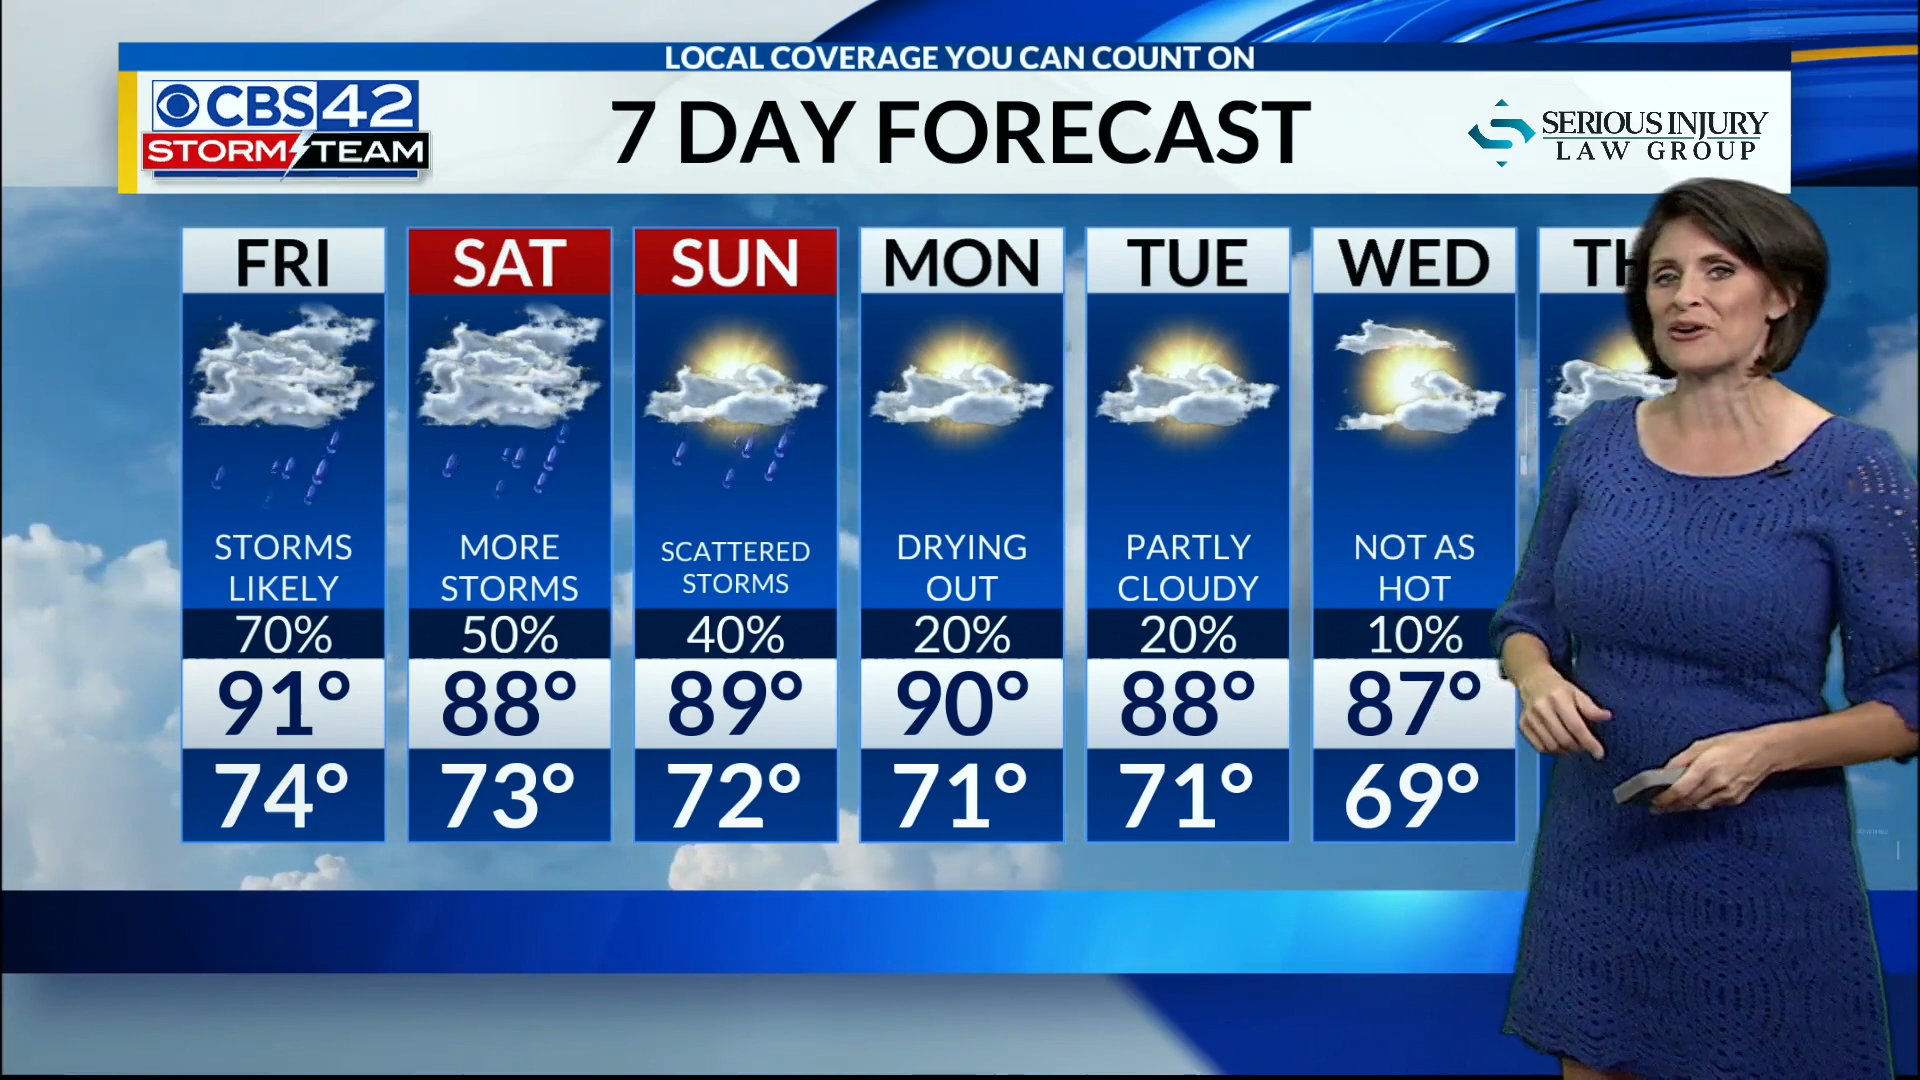 LOCAL COVERAGE YOU CAN COUNT ON
CBS 42
STORM TEAM
7 DAY FORECAST
SERIOUS INJURY
LAW GROUP
FRI
STORMS
LIKELY
70%
91°
74°
SAT
MORE
STORMS
50%
88°
73°
SUN
SCATTERED
STORMS
40%
89°
72°
MON
DRYING
OUT
20%
90°
71°
TUE
PARTLY
CLOUDY
20%
88°
71°
WED
NOT AS
HOT
10%
87°
69°